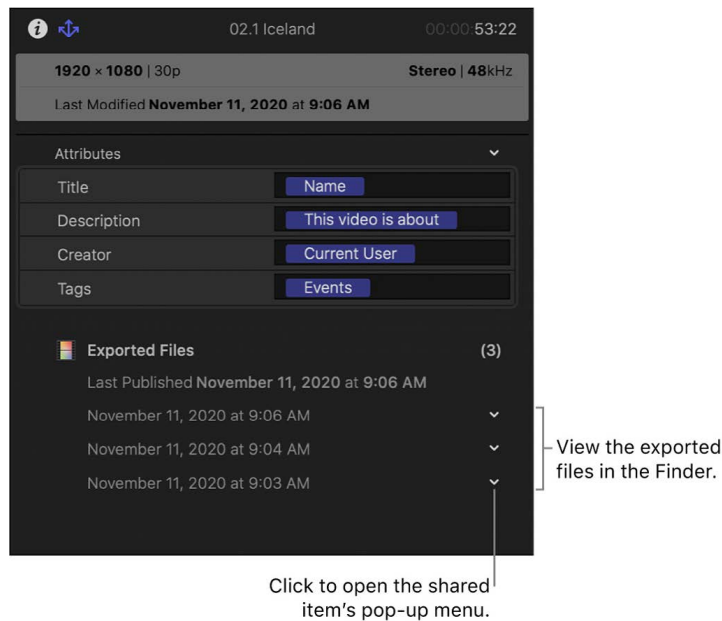 02.1 Iceland 00:00:53:22
1920 × 1080 | 30p Stereo | 48kHz
Last Modified November 11, 2020 at 9:06 AM
Attributes
Title Name
Description This video is about
Creator Current User
Tags Events
Exported Files (3)
Last Published November 11, 2020 at 9:06 AM
November 11, 2020 at 9:06 AM
November 11, 2020 at 9:04 AM
November 11, 2020 at 9:03 AM
View the exported
files in the Finder.
Click to open the shared
item’s pop-up menu.